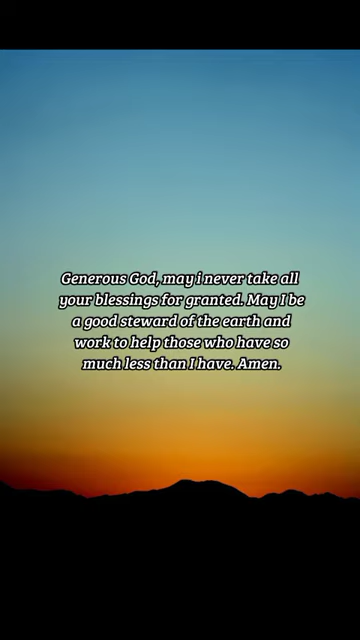 Generous God, may i never take all
your blessings for granted. May I be
a good steward of the earth and
work to help those who have so
much less than I have. Amen.